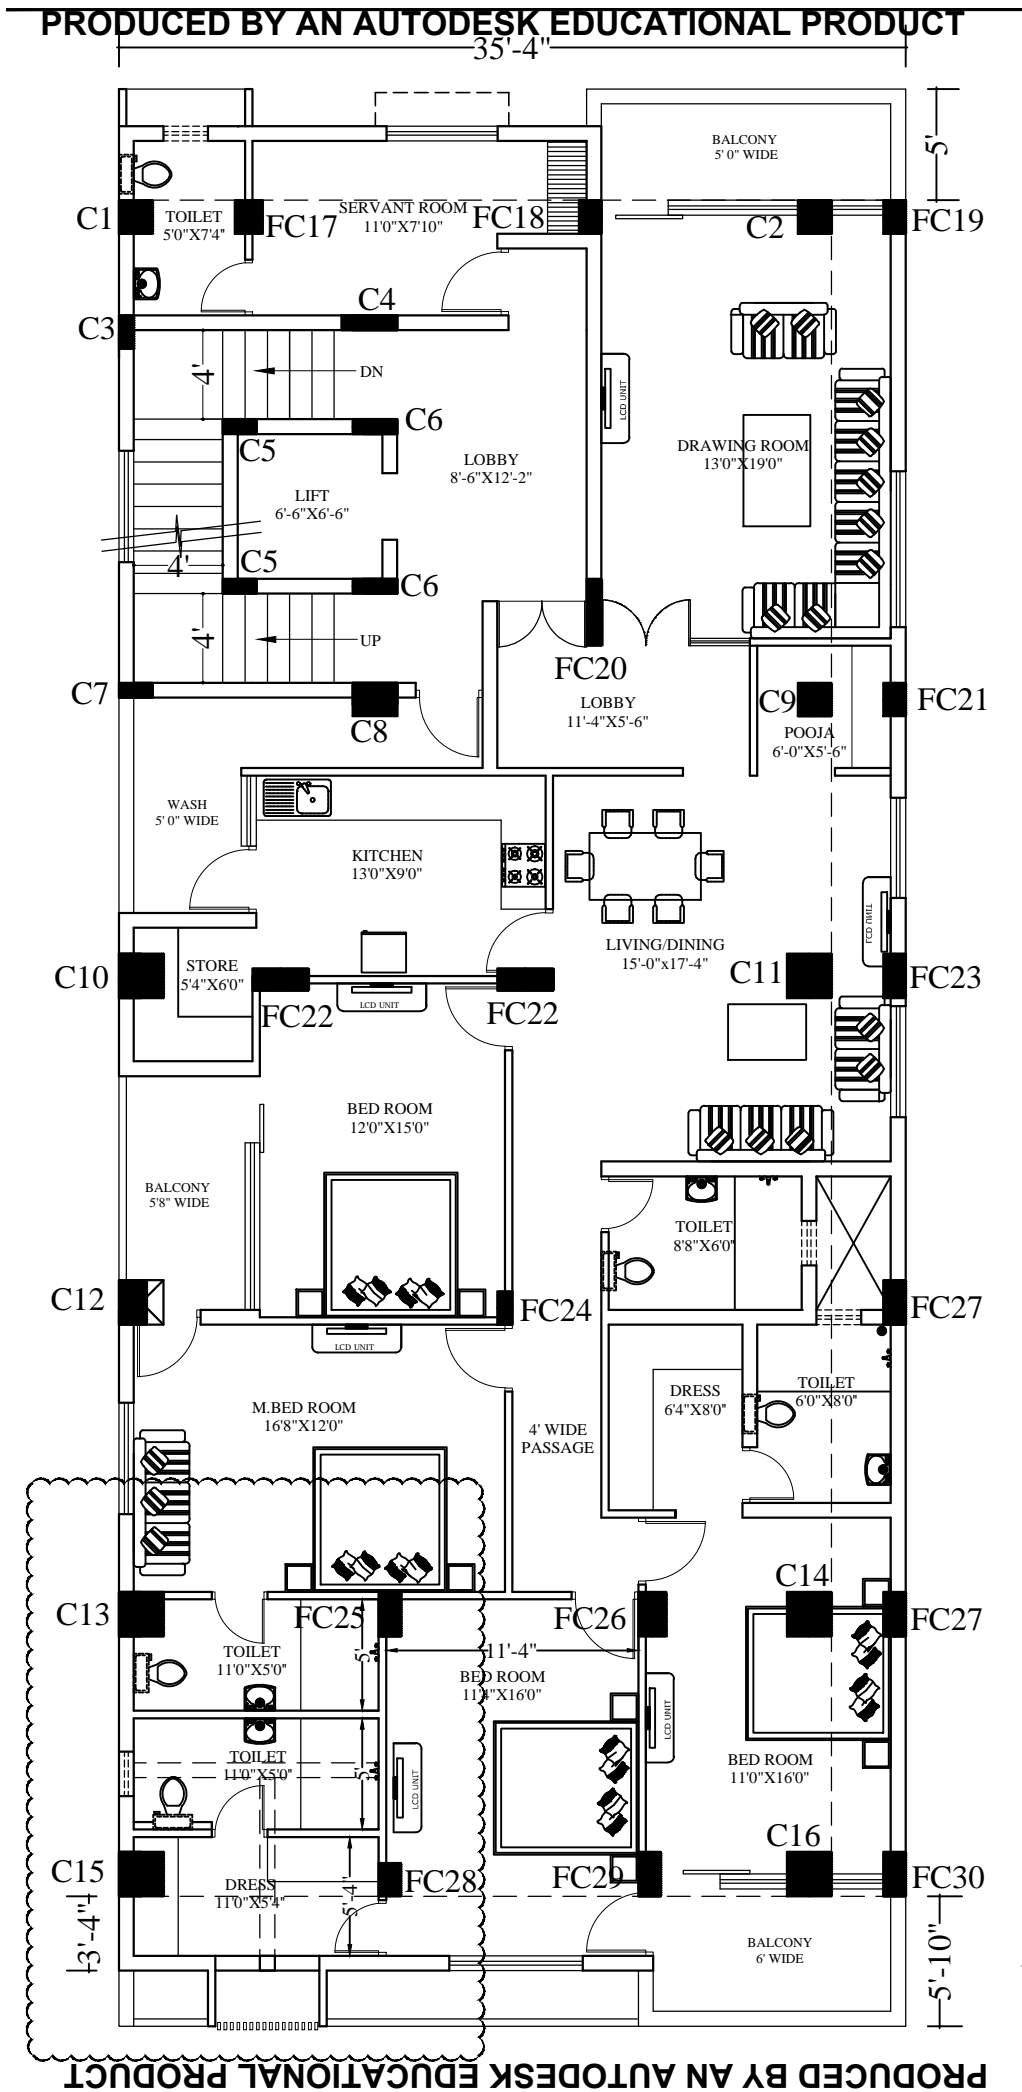 PRODUCED BY AN AUTODESK EDUCATIONAL PRODUCT
35'-4"
BALCONY
5' 0" WIDE
5'
C1
TOILET
5'0"X7'4"
FC17
SERVANT ROOM
11'0"X7'10"
FC18
C2
FC19
C3
C4
4'
DN
C5
C6
LOBBY
8'-6"X12'-2"
LCD UNIT
DRAWING ROOM
13'0"X19'0"
LIFT
6'-6"X6'-6"
4'
C5
C6
4'
UP
FC20
C7
C8
LOBBY
11'-4"X5'-6"
C9
FC21
POOJA
6'-0"X5'-6"
WASH
5' 0" WIDE
KITCHEN
13'0"X9'0"
LCD UNIT
LIVING/DINING
15'-0x17'-4"
C10
STORE
5'4"X6'0"
C11
FC23
FC22
LCD UNIT
FC22
BED ROOM
12'0"X15'0"
BALCONY
5'8" WIDE
TOILET
8'8"X6'0"
C12
FC24
FC27
LCD UNIT
M.BED ROOM
16'8"X12'0"
DRESS
6'4"X8'0"
TOILET
6'0"X8'0"
4' WIDE
PASSAGE
C13
FC25
FC26
C14
FC27
TOILET
11'0"X5'0"
5'
11'-4"
BED ROOM
11'4"X16'0"
LCD UNIT
TOILET
11'0"X5'0"
5'
LCD UNIT
BED ROOM
11'0"X16'0"
C15
FC28
FC29
C16
FC30
DRESS
11'0"X5'4"
5'-4"
3'-4"
BALCONY
6' WIDE
5'-10"
PRODUCED BY AN AUTODESK EDUCATIONAL PRODUCT